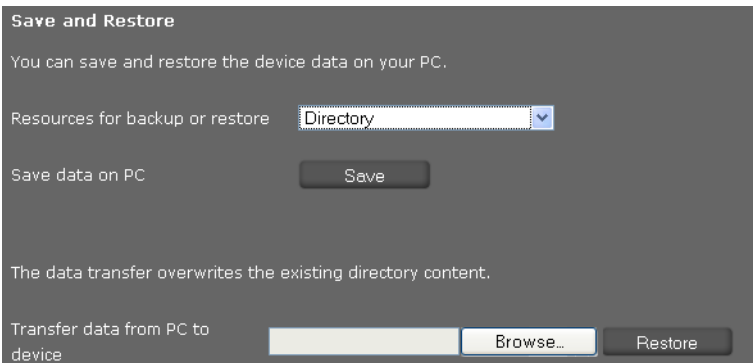 Save and Restore
You can save and restore the device data on your PC.
Resources for backup or restore Directory
Save data on PC Save
The data transfer overwrites the existing directory content.
Transfer data from PC to
device Browse... Restore